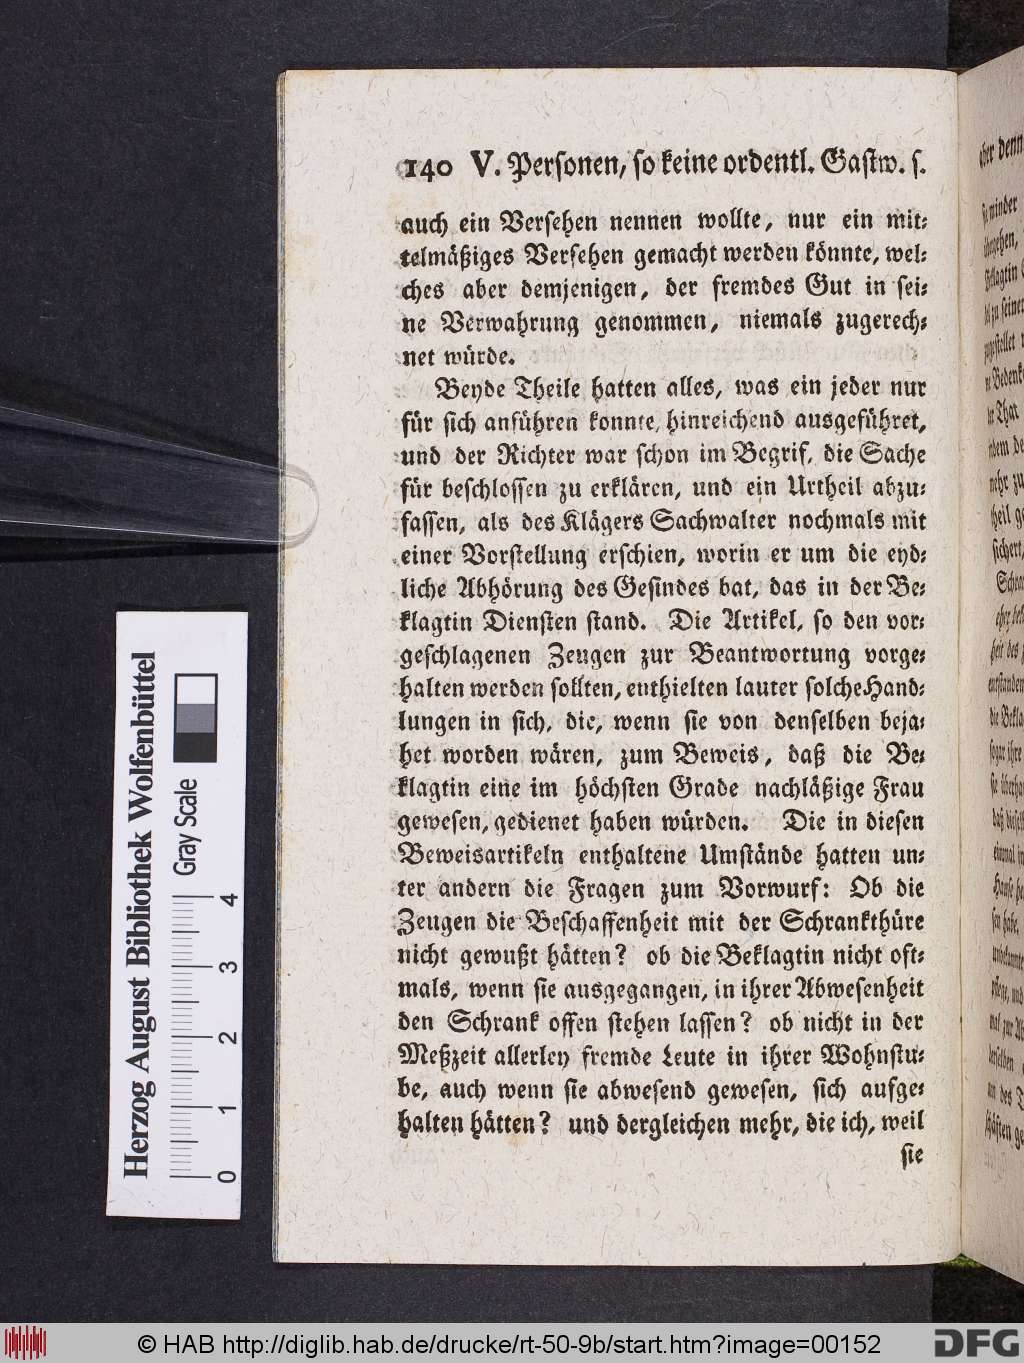 140 V. Personen, so keine ordentl. Gastw. s.
auch ein Versehen nennen wollte, nur ein mit⸗
telmäßiges Versehen gemacht werden könnte, wel⸗
ches aber demjenigen, der fremdes Gut in sei⸗
ne Verwahrung genommen, niemals zugerech⸗
net würde.
Beyde Theile hatten alles, was ein jeder nur
für sich anführen konnte, hinreichend ausgeführet,
und der Richter war schon im Begrif, die Sache
für beschlossen zu erklären, und ein Urtheil abzu⸗
fassen, als des Klägers Sachwalter nochmals mit
einer Vorstellung erschien, worin er um die eyd⸗
liche Abhörung des Gesindes bat, das in der Be⸗
klagtin Diensten stand. Die Artikel, so den vor⸗
geschlagenen Zeugen zur Beantwortung vorge⸗
halten werden sollten, enthielten lauter solche Hand⸗
lungen in sich, die, wenn sie von denselben beja⸗
het worden wären, zum Beweis, daß die Be⸗
klagtin eine im höchsten Grade nachläßige Frau
gewesen, gedienet haben würden. Die in diesen
Beweisartikeln enthaltene Umstände hatten un⸗
ter andern die Fragen zum Vorwurf: Ob die
Zeugen die Beschaffenheit mit der Schrankthüre
nicht gewußt hätten? ob die Beklagtin nicht oft⸗
mals, wenn sie ausgegangen, in ihrer Abwesenheit
den Schrank offen stehen lassen? ob nicht in der
Meßzeit allerley fremde Leute in ihrer Wohnstu⸗
be, auch wenn sie abwesend gewesen, sich aufge⸗
halten hätten? und dergleichen mehr, die ich, weil
sie
Herzog August Bibliothek Wolfenbüttel
Gray Scale
0 1 2 3 4
© HAB http://diglib.hab.de/drucke/rt-50-9b/start.htm?image=00152
DFG